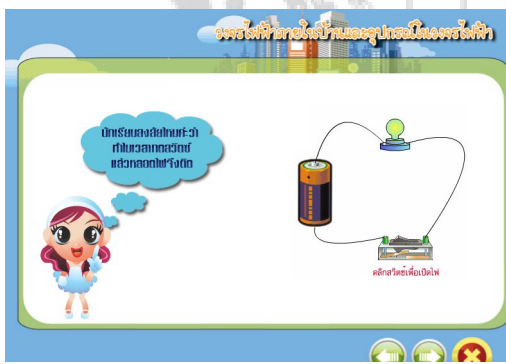 วงจรไฟฟ้าภายในบ้านและอุปกรณ์ในวงจรไฟฟ้า
นักเรียนสงสัยไหมค่ะว่า
ทำไมเวลากดสวิตซ์
แล้วหลอดไฟจึงติด
คลิกสวิตซ์เพื่อเปิดไฟ